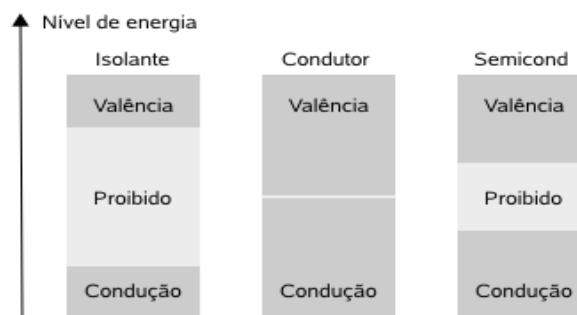 Nível de energia
Isolante Condutor Semicond
Valência Valência Valência
Proibido Proibido
Condução Condução Condução